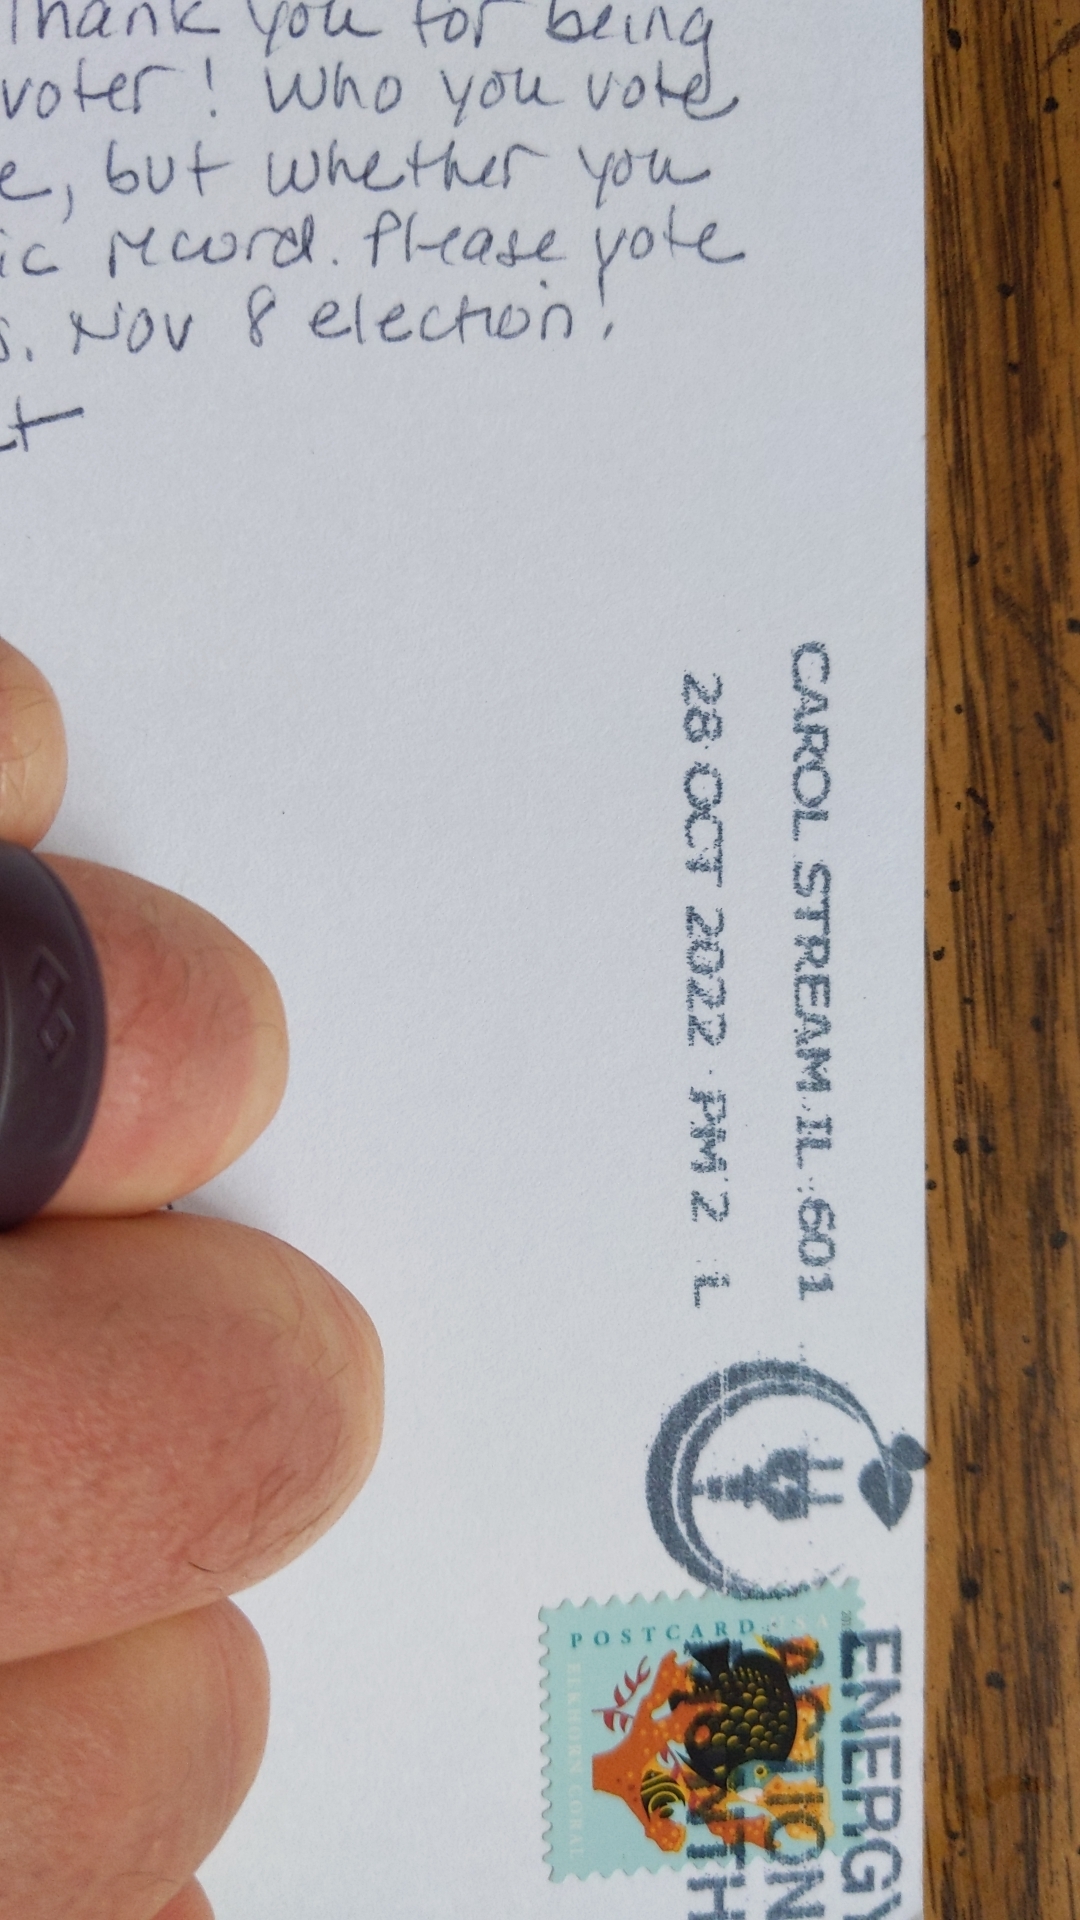 Thank you for being
voter! Who you vote
e, but whether you
ic record. Please vote
s. Nov 8 election!
CAROL STREAM IL 601
28 OCT 2022 PM 2 L
ENERGY
ACTION
MONTH
POSTCARD USA
ELKHORN CORAL